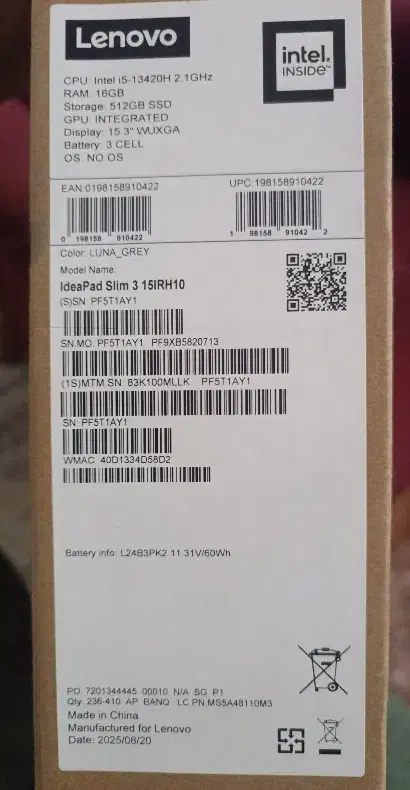 Lenovo
intel.
INSIDE™
CPU: Intel i5-13420H 2.1GHz
RAM: 16GB
Storage: 512GB SSD
GPU: INTEGRATED
Display: 15.3" WUXGA
Battery: 3 CELL
OS: NO OS
EAN:0198158910422
UPC:198158910422
0 198158 910422
1 98158 91042 2
Color: LUNA_GREY
Model Name:
IdeaPad Slim 3 15IRH10
(S)SN: PF5T1AY1
SN,MO: PF5T1AY1 PF9XB5820713
(1S)MTM,SN: 83K100MLLK PF5T1AY1
SN: PF5T1AY1
WMAC: 40D1334D58D2
Battery info: L24B3PK2 11.31V/60Wh
PO: 7201344445 00010 N/A SG P1
Qty: 236-410 AP BANQ LC PN:MS5A48110M3
Made in China
Manufactured for Lenovo
Date: 2025/08/20